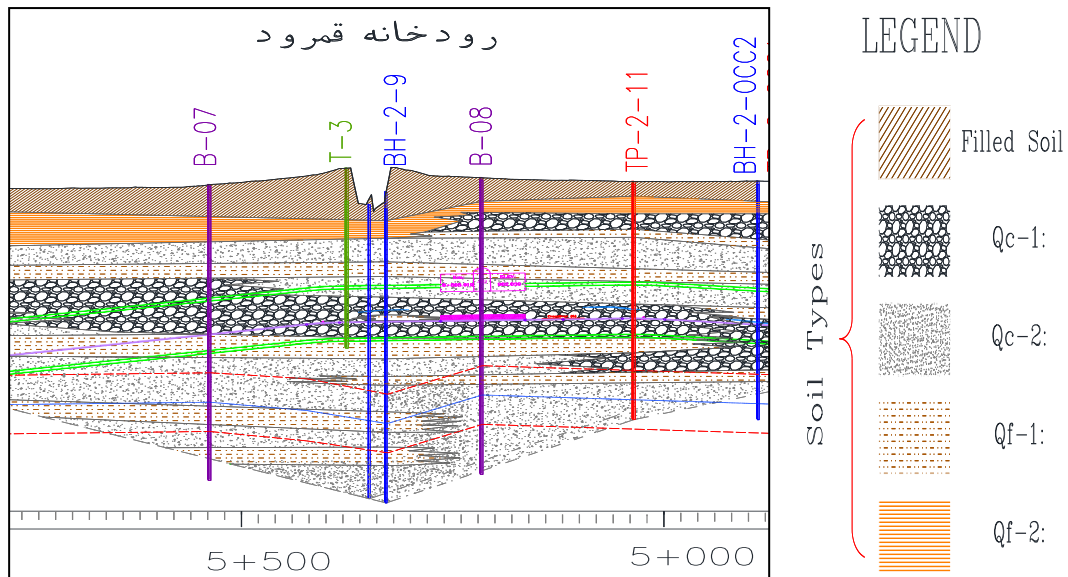 رودخانه قمرود
B-07
T-3
BH-2-9
B-08
TP-2-11
BH-2-OCC2
5+500
5+000
LEGEND
Soil Types
Filled Soil
Qc-1:
Qc-2:
Qf-1:
Qf-2: